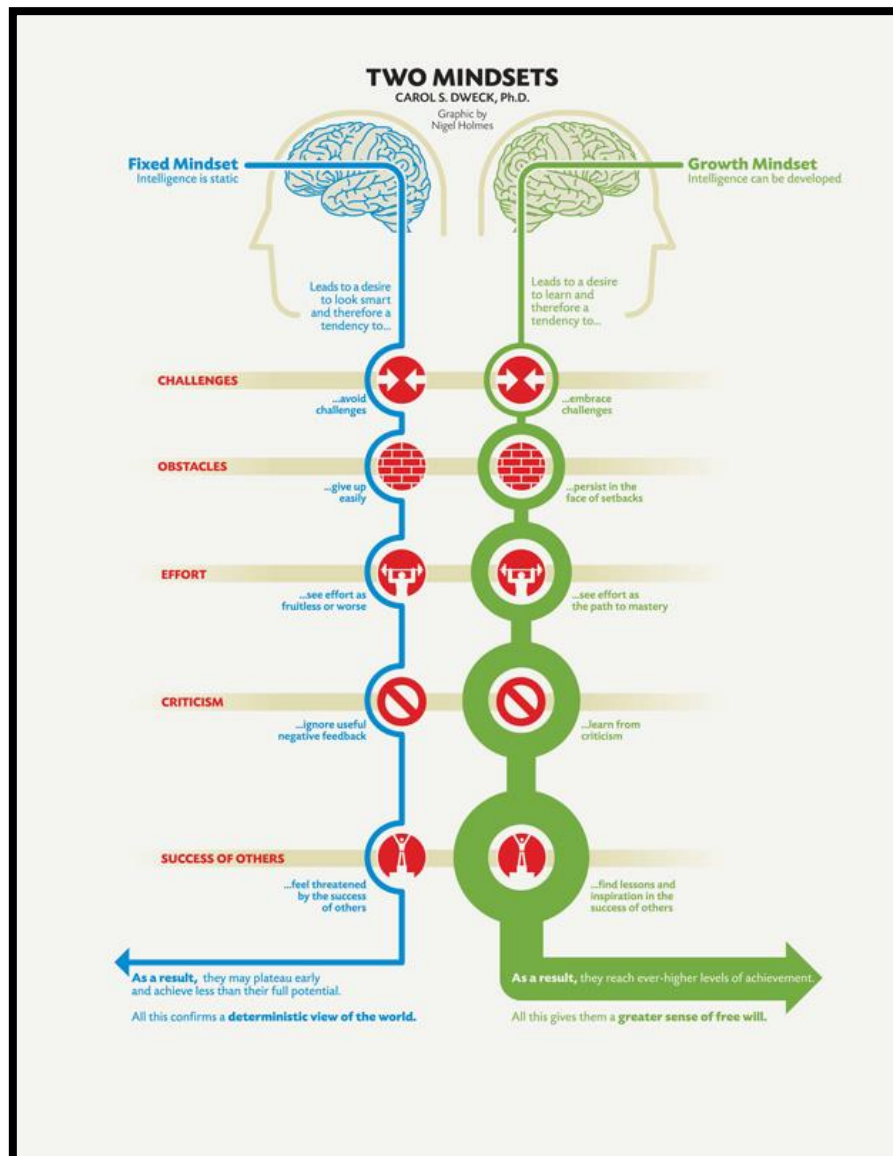 TWO MINDSETS
CAROL S. DWECK, Ph.D.
Graphic by
Nigel Holmes
Fixed Mindset
Intelligence is static
Growth Mindset
Intelligence can be developed
Leads to a desire
to look smart
and therefore a
tendency to...
Leads to a desire
to learn and
therefore a
tendency to...
CHALLENGES
...avoid
challenges
...embrace
challenges
OBSTACLES
...give up
easily
...persist in the
face of setbacks
EFFORT
...see effort as
fruitless or worse
...see effort as
the path to mastery
CRITICISM
...ignore useful
negative feedback
...learn from
criticism
SUCCESS OF OTHERS
...feel threatened
by the success
of others
...find lessons and
inspiration in the
success of others
As a result, they may plateau early
and achieve less than their full potential.
All this confirms a deterministic view of the world.
As a result, they reach ever-higher levels of achievement.
All this gives them a greater sense of free will.